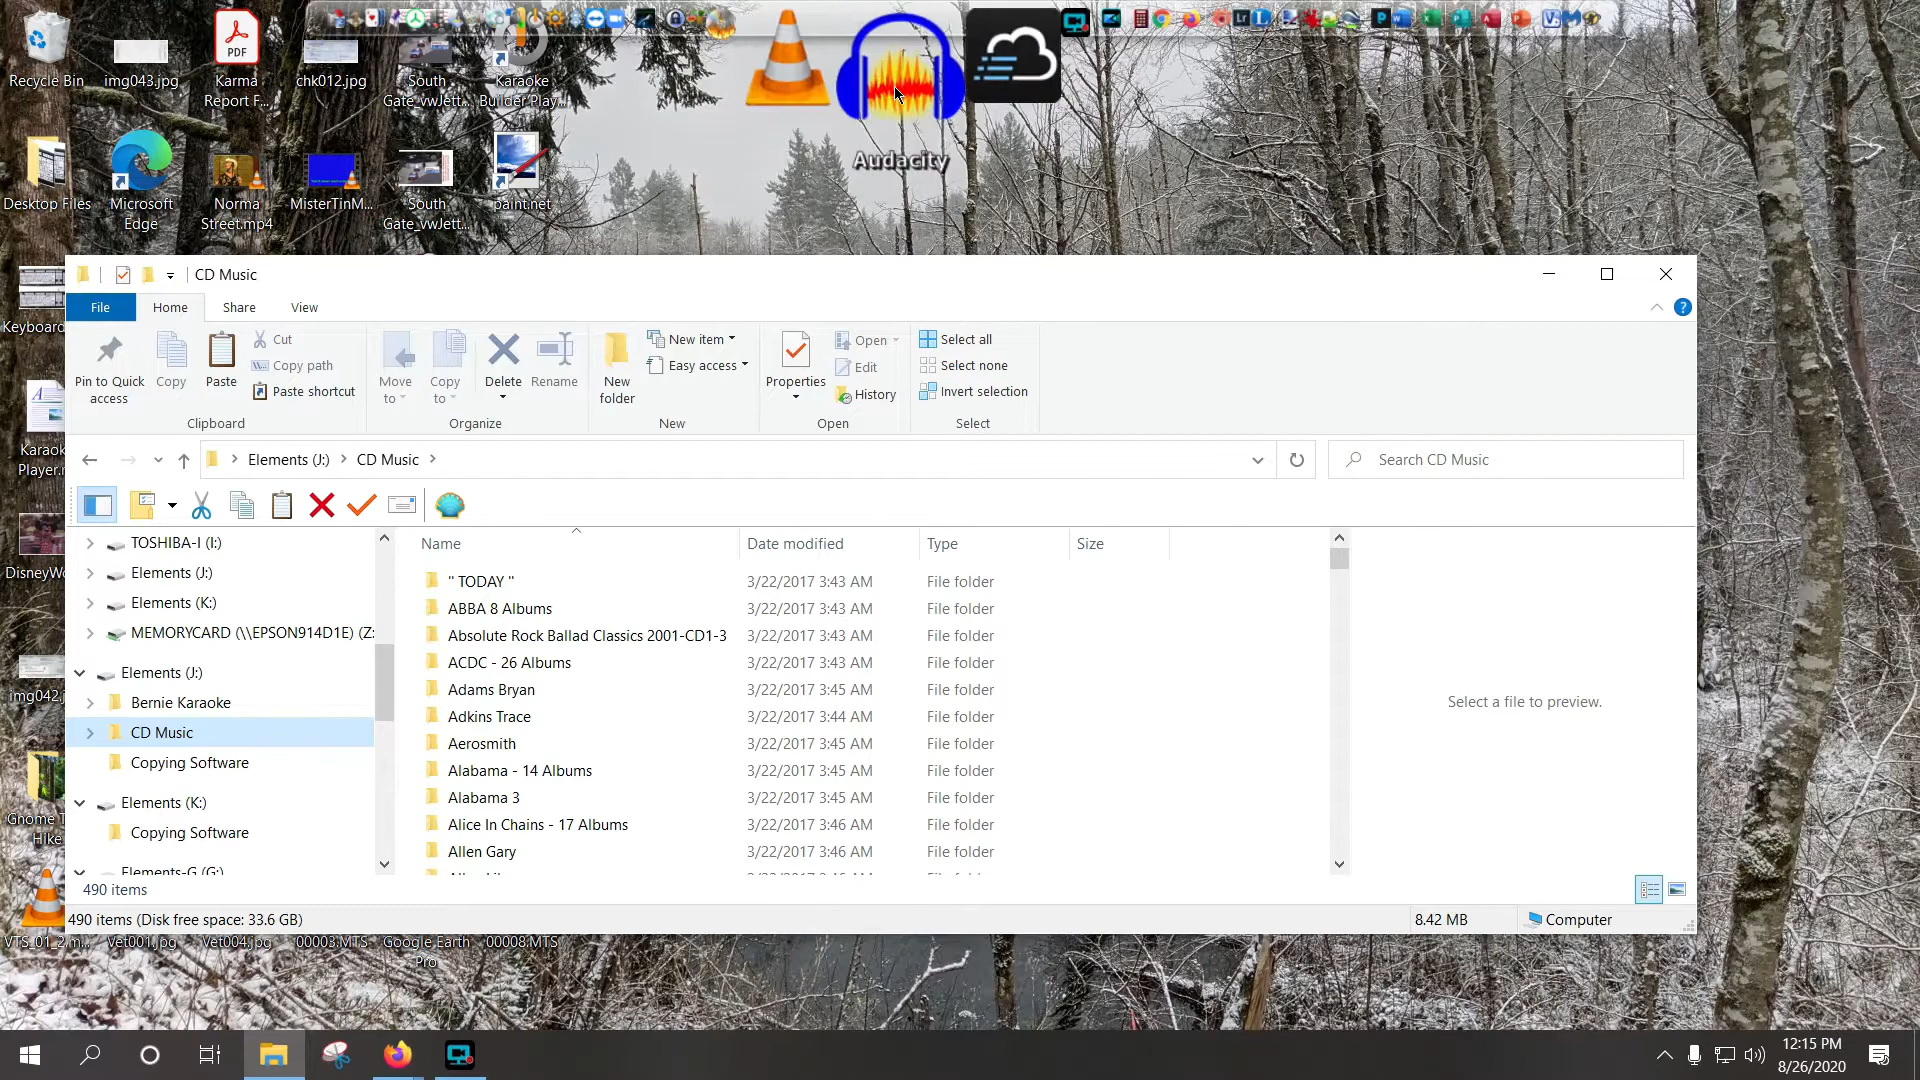 Recycle Bin
img043.jpg
PDF
Karma
Report F...
chk012.jpg
South
Gate_vwJett...
Karaoke
Builder Play...
Audacity
Desktop Files
Microsoft
Edge
Norma
Street.mp4
MisterTinM...
South
Gate_vwJett...
paint.net
CD Music
File
Home
Share
View
Pin to Quick
access
Copy
Paste
Cut
Copy path
Paste shortcut
Clipboard
Move
to
Copy
to
Delete
Rename
Organize
New
folder
New item
Easy access
New
Properties
Open
Edit
History
Open
Select all
Select none
Invert selection
Select
Elements (J:)
CD Music
Search CD Music
Keyboard
Karaok
Player.r
DisneyWo
img042.j
Gnome T
Hike
TOSHIBA-I (I:)
Elements (J:)
Elements (K:)
MEMORYCARD (\\EPSON914D1E) (Z:
Elements (J:)
Bernie Karaoke
CD Music
Copying Software
Elements (K:)
Copying Software
Elements-G (G:)
Name Date modified Type Size
" TODAY " 3/22/2017 3:43 AM File folder
ABBA 8 Albums 3/22/2017 3:43 AM File folder
Absolute Rock Ballad Classics 2001-CD1-3 3/22/2017 3:43 AM File folder
ACDC - 26 Albums 3/22/2017 3:43 AM File folder
Adams Bryan 3/22/2017 3:45 AM File folder
Adkins Trace 3/22/2017 3:44 AM File folder
Aerosmith 3/22/2017 3:45 AM File folder
Alabama - 14 Albums 3/22/2017 3:45 AM File folder
Alabama 3 3/22/2017 3:45 AM File folder
Alice In Chains - 17 Albums 3/22/2017 3:46 AM File folder
Allen Gary 3/22/2017 3:46 AM File folder
Select a file to preview.
490 items
490 items (Disk free space: 33.6 GB)
8.42 MB
Computer
VTS_01_2.m...
Vet001.jpg
Vet004.jpg
00003.MTS
Google Earth
Pro
00008.MTS
12:15 PM
8/26/2020